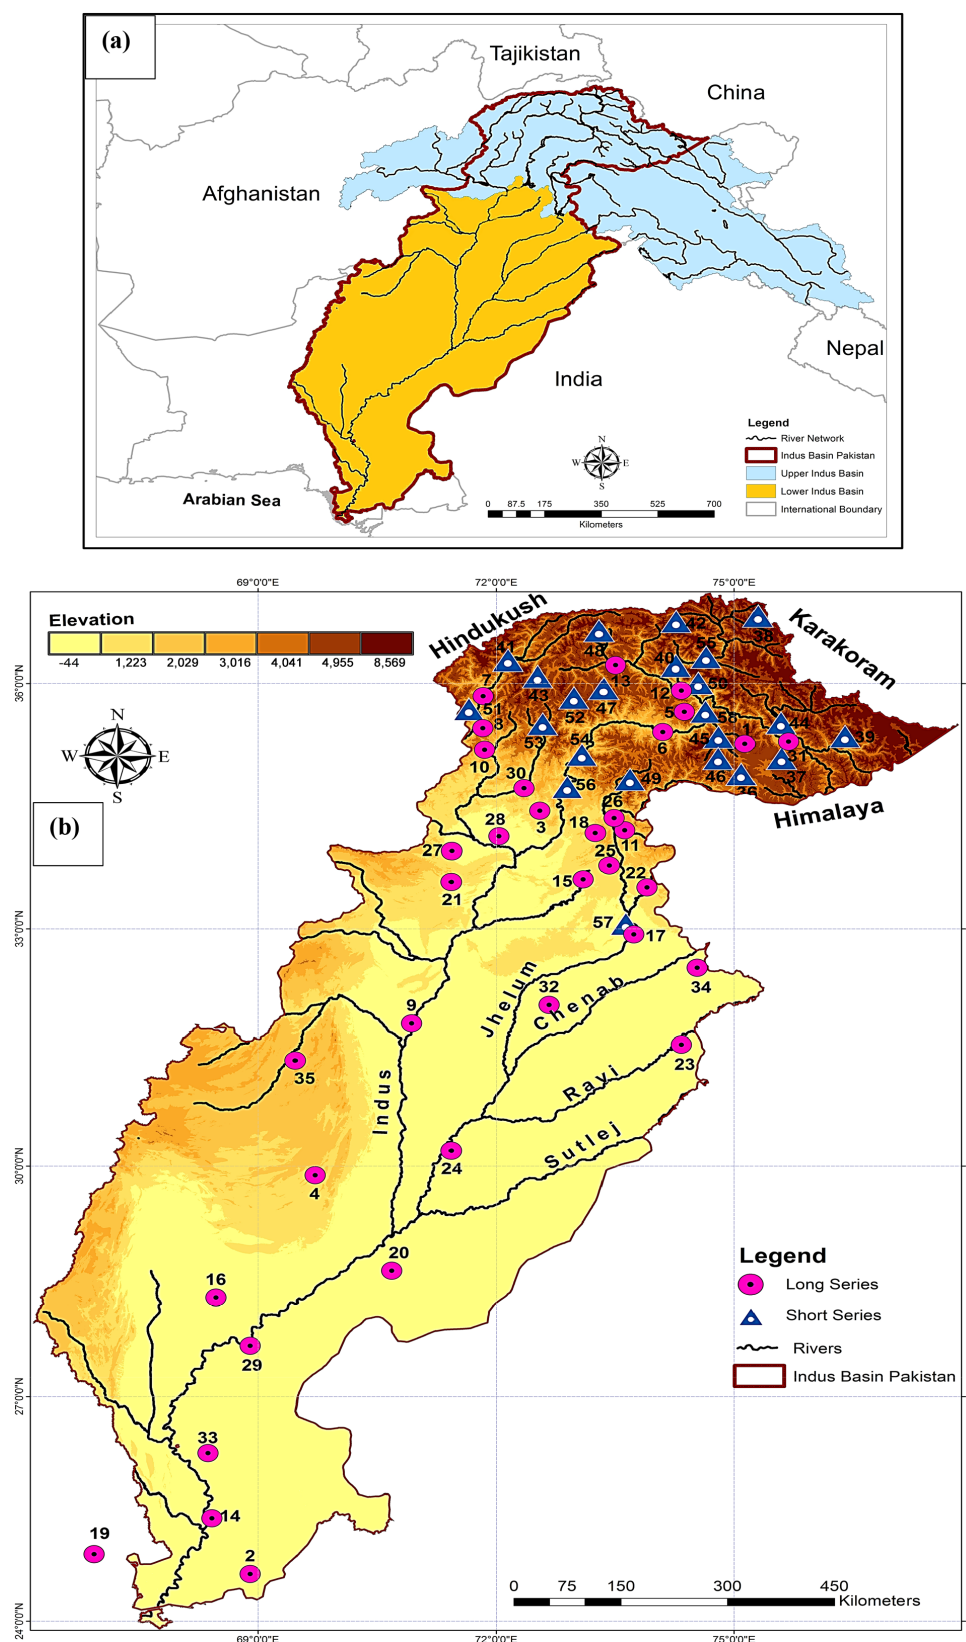 (a)
Tajikistan
China
Afghanistan
Nepal
India
Arabian Sea
N
W E
S
Legend
River Network
Indus Basin Pakistan
Upper Indus Basin
Lower Indus Basin
International Boundary
0 87.5 175 350 525 700
Kilometers
69°0'0"E 72°0'0"E 75°0'0"E
Elevation
-44 1,223 2,029 3,016 4,041 4,955 8,569
Hindukush
Karakoram
Himalaya
36°0'0"N
33°0'0"N
30°0'0"N
27°0'0"N
24°0'0"N
N
W E
S
(b)
38
42
48
55
41
40
13
7
43
12
50
51
47
52
5
58
44
8
53
6
45
1
39
10
54
31
46
37
36
30
56
49
26
28
3
18
11
27
25
15
22
21
57
17
34
32
9
23
35
24
4
20
16
29
33
14
19
2
Jhelum
Chenab
Ravi
Sutlej
Indus
Legend
Long Series
Short Series
Rivers
Indus Basin Pakistan
0 75 150 300 450
Kilometers
69°0'0"E 72°0'0"E 75°0'0"E